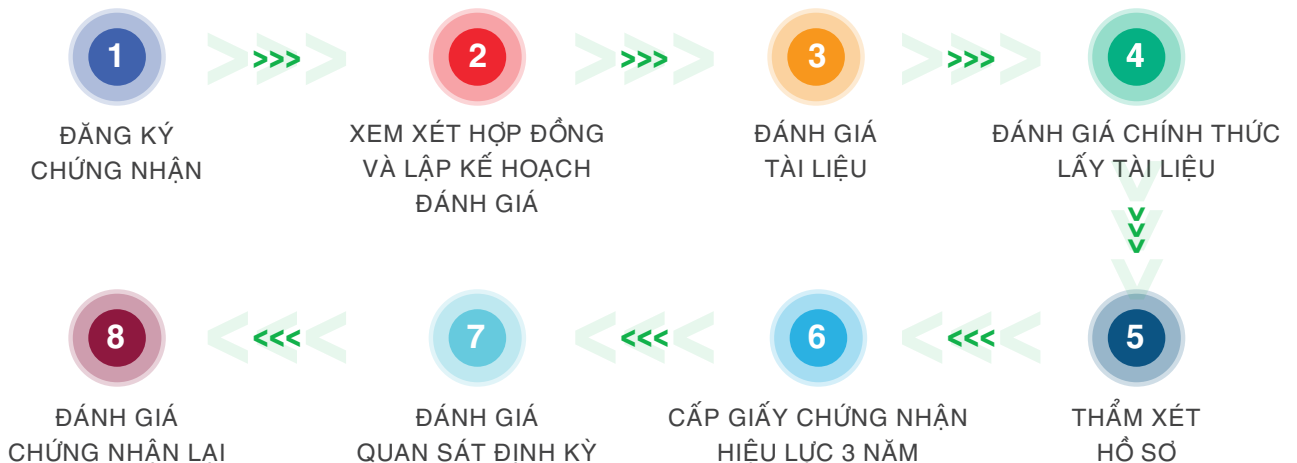 1
ĐĂNG KÝ
CHỨNG NHẬN
>>>
2
XEM XÉT HỢP ĐỒNG
VÀ LẬP KẾ HOẠCH
ĐÁNH GIÁ
>>>
3
ĐÁNH GIÁ
TÀI LIỆU
>>>
4
ĐÁNH GIÁ CHÍNH THỨC
LẤY TÀI LIỆU
>>>
5
THẨM XÉT
HỒ SƠ
<<<
6
CẤP GIẤY CHỨNG NHẬN
HIỆU LỰC 3 NĂM
<<<
7
ĐÁNH GIÁ
QUAN SÁT ĐỊNH KỲ
<<<
8
ĐÁNH GIÁ
CHỨNG NHẬN LẠI